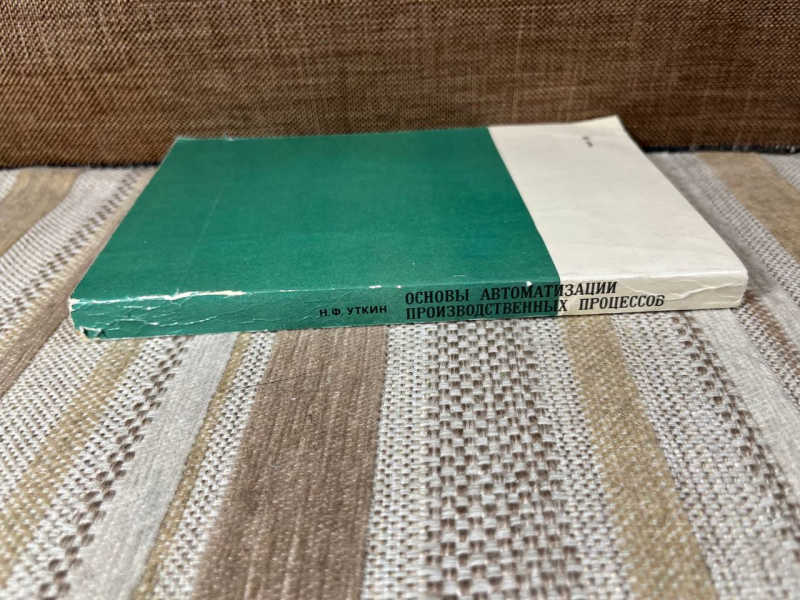 Н.Ф. УТКИН
ОСНОВЫ АВТОМАТИЗАЦИИ
ПРОИЗВОДСТВЕННЫХ ПРОЦЕССОВ